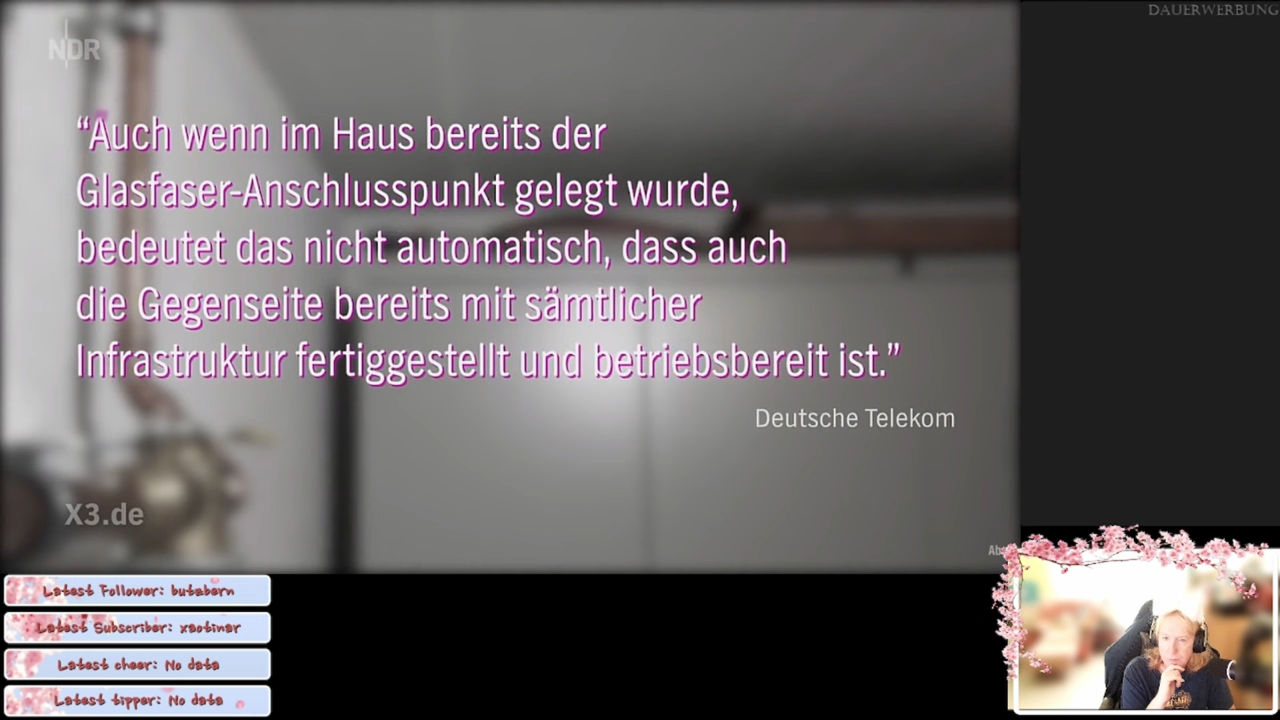 DAUERWERBUNG
NDR
“Auch wenn im Haus bereits der
Glasfaser-Anschlusspunkt gelegt wurde,
bedeutet das nicht automatisch, dass auch
die Gegenseite bereits mit sämtlicher
Infrastruktur fertiggestellt und betriebsbereit ist.”
Deutsche Telekom
X3.de
Latest Follower: butzbern
Latest Subscriber: xaotinar
Latest cheer: No data
Latest tipper: No data